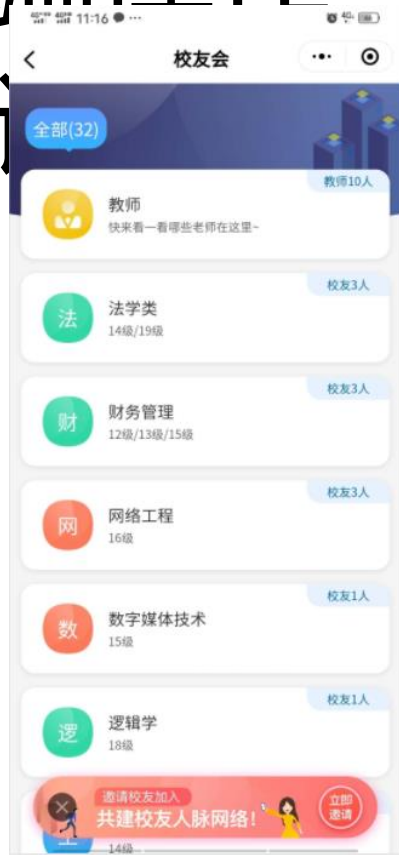 11:16
校友会
全部(32)
教师10人
教师
快来看一看哪些老师在这里~
校友3人
法
法学类
14级/19级
校友3人
财
财务管理
12级/13级/15级
校友3人
网
网络工程
16级
校友1人
数
数字媒体技术
15级
校友1人
逻
逻辑学
18级
邀请校友加入
共建校友人脉网络!
立即
邀请
14级